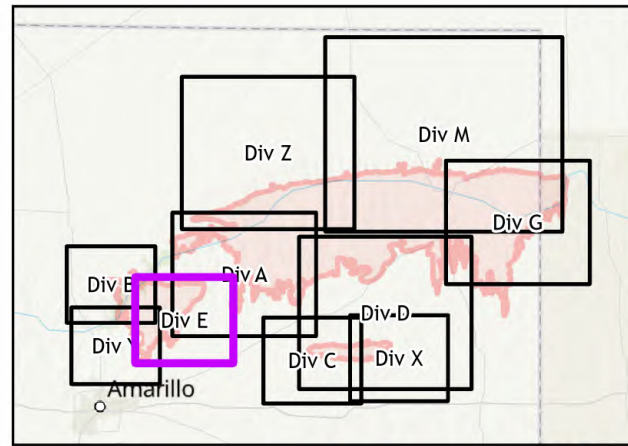 Div M
Div Z
Div G
Div A
Div B
Div D
Div E
Div Y
Div C
Div X
Amarillo